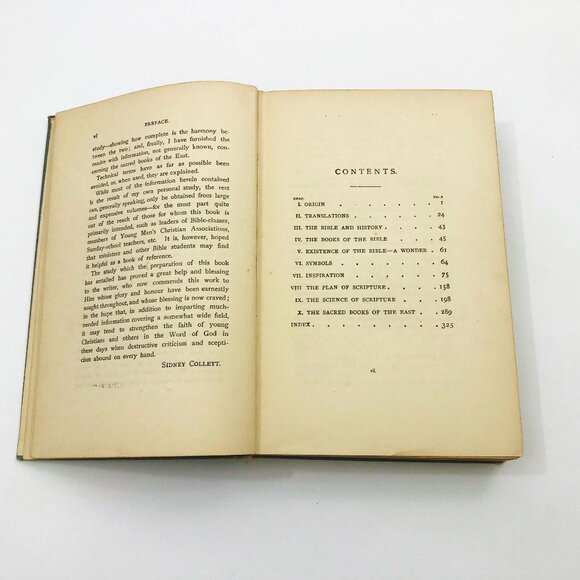 vi
PREFACE.
study—showing how complete is the harmony be-
tween the two; and, finally, I have furnished the
reader with information, not generally known, con-
cerning the sacred books of the East.
Technical terms have as far as possible been
avoided, or, when used, they are explained.
While most of the information herein contained
is the result of my own personal study, the rest
can, generally speaking, only be obtained from large
and expensive volumes—for the most part quite
out of the reach of those for whom this book is
primarily intended, such as leaders of Bible-classes,
members of Young Men's Christian Associations,
Sunday-school teachers, etc. It is, however, hoped
that ministers and other Bible students may find
it helpful as a book of reference.
The study which the preparation of this book
has entailed has proved a great help and blessing
to the writer, who now commends this work to
Him whose glory and honour have been earnestly
sought throughout, and whose blessing is now craved;
in the hope that, in addition to imparting much-
needed information covering a somewhat wide field,
it may tend to strengthen the faith of young
Christians and others in the Word of God in
these days when destructive criticism and scepti-
cism abound on every hand.
SIDNEY COLLETT.
CONTENTS.
CHAP.
I. ORIGIN . . . . . . . 1
II. TRANSLATIONS . . . . . . 24
III. THE BIBLE AND HISTORY . . . . 43
IV. THE BOOKS OF THE BIBLE . . . . 45
V. EXISTENCE OF THE BIBLE—A WONDER . . 61
VI. SYMBOLS . . . . . . 64
VII. INSPIRATION . . . . . . 75
VIII THE PLAN OF SCRIPTURE . . . . 158
IX. THE SCIENCE OF SCRIPTURE . . . . 198
X. THE SACRED BOOKS OF THE EAST . . . 289
INDEX . . . . . . . . 325
vii